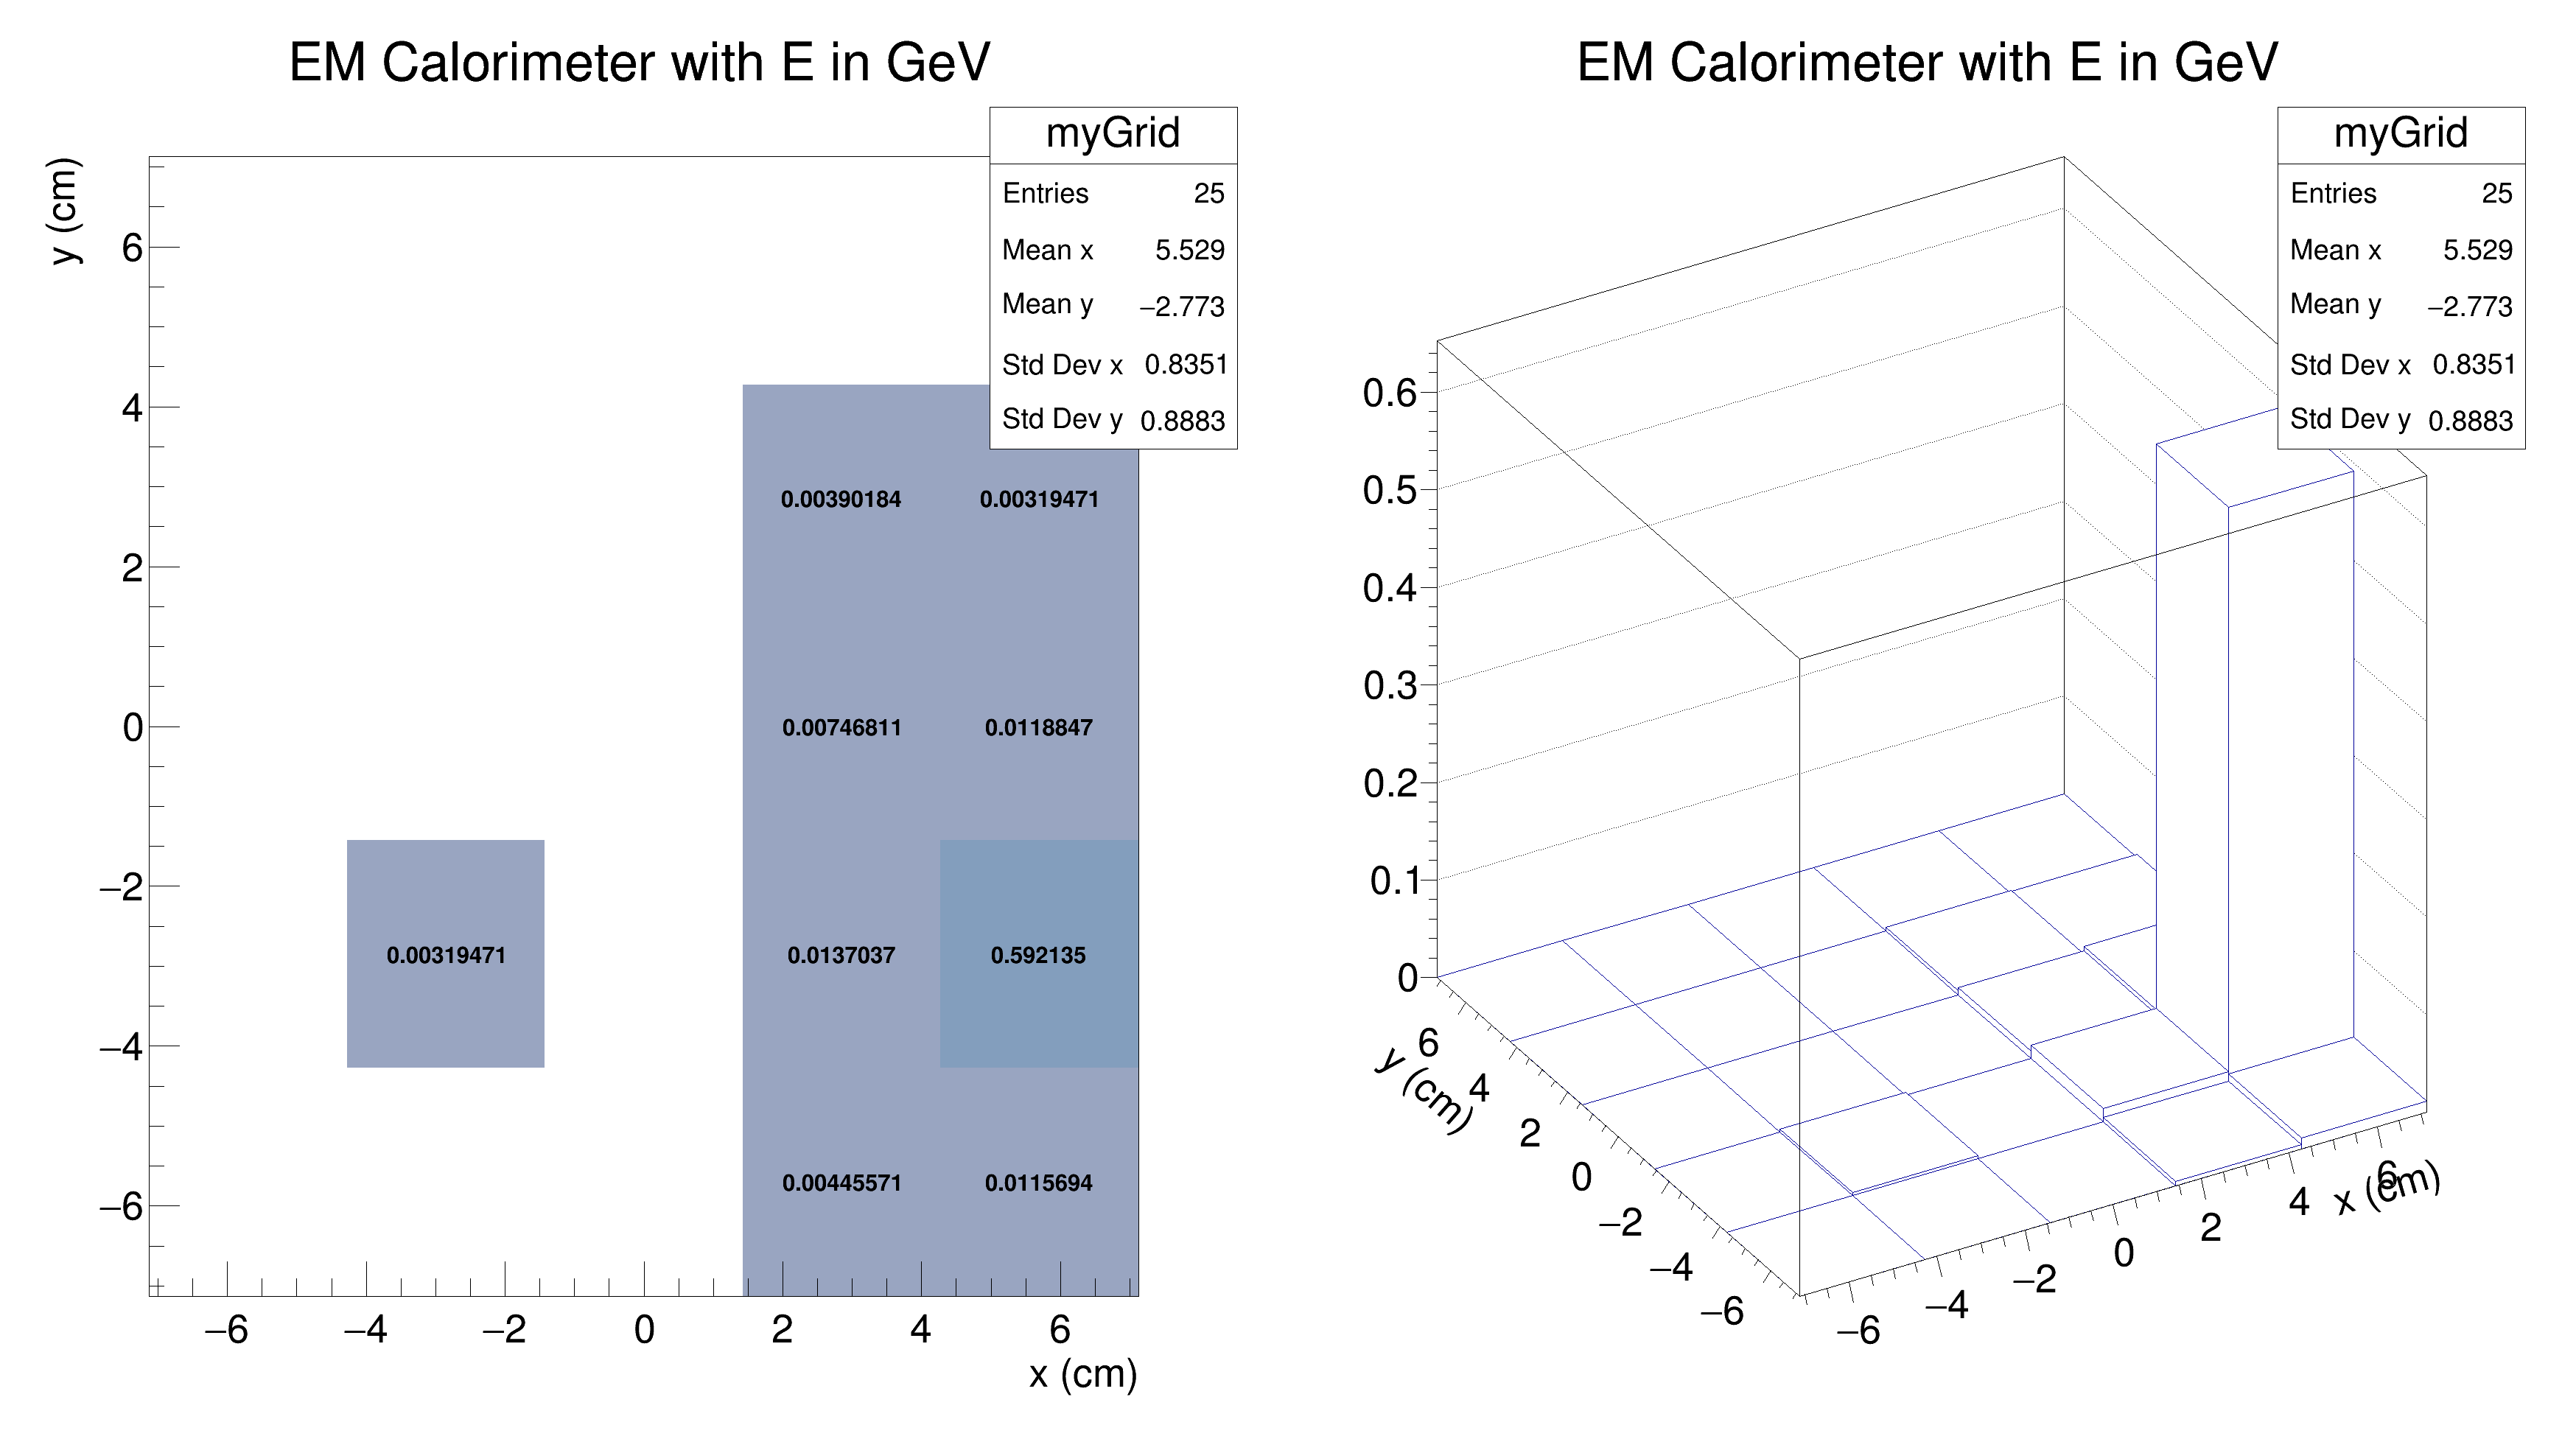 EM Calorimeter with E in GeV
myGrid
Entries 25
Mean x 5.529
Mean y −2.773
Std Dev x 0.8351
Std Dev y 0.8883
y (cm)
6
4
2
0
−2
−4
−6
0.00390184 0.00319471
0.00746811 0.0118847
0.00319471 0.0137037 0.592135
0.00445571 0.0115694
−6 −4 −2 0 2 4 6
x (cm)
EM Calorimeter with E in GeV
myGrid
Entries 25
Mean x 5.529
Mean y −2.773
Std Dev x 0.8351
Std Dev y 0.8883
0.6
0.5
0.4
0.3
0.2
0.1
0
y (cm)
6
4
2
0
−2
−4
−6
−6 −4 −2 0 2 4 6
x (cm)